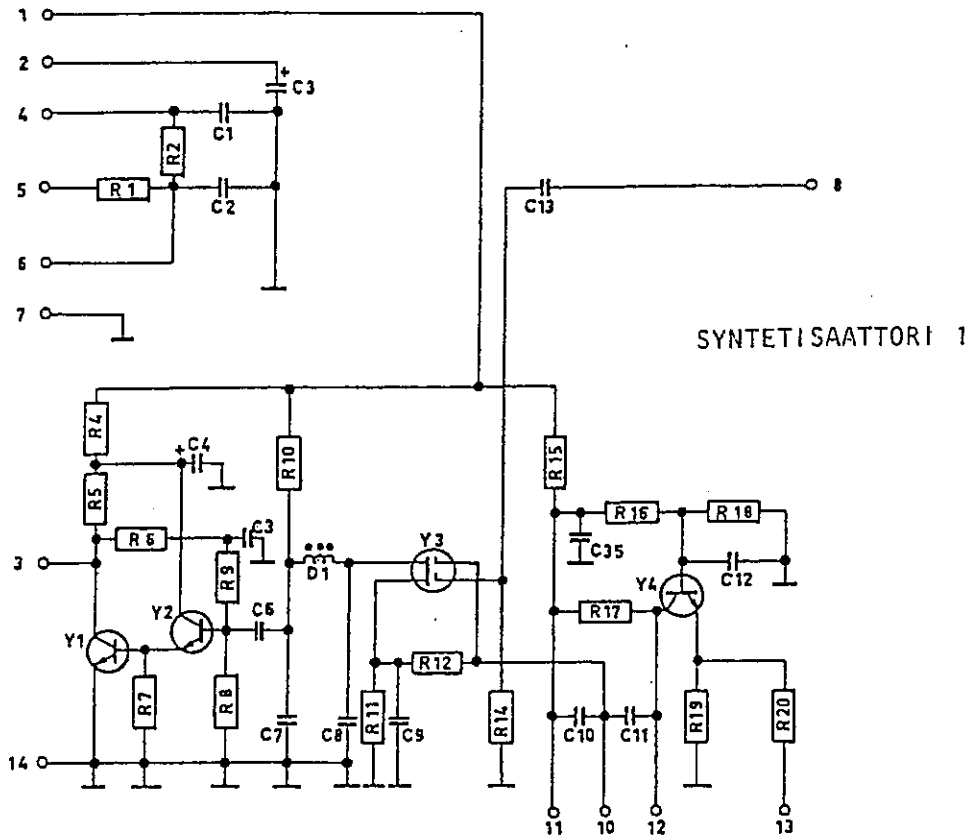 1
2
+
C3
4
C1
R2
5
R1
C2
8
C13
6
7
SYNTETISAATTORI 1
R4
+
C4
R10
R15
R5
R16
R18
R6
C3
Y3
C35
3
D1
C12
R9
Y4
Y2
C6
R17
Y1
R12
R7
R8
R11
R14
R19
R20
C7
C8
C9
C10
C11
14
11
10
12
13